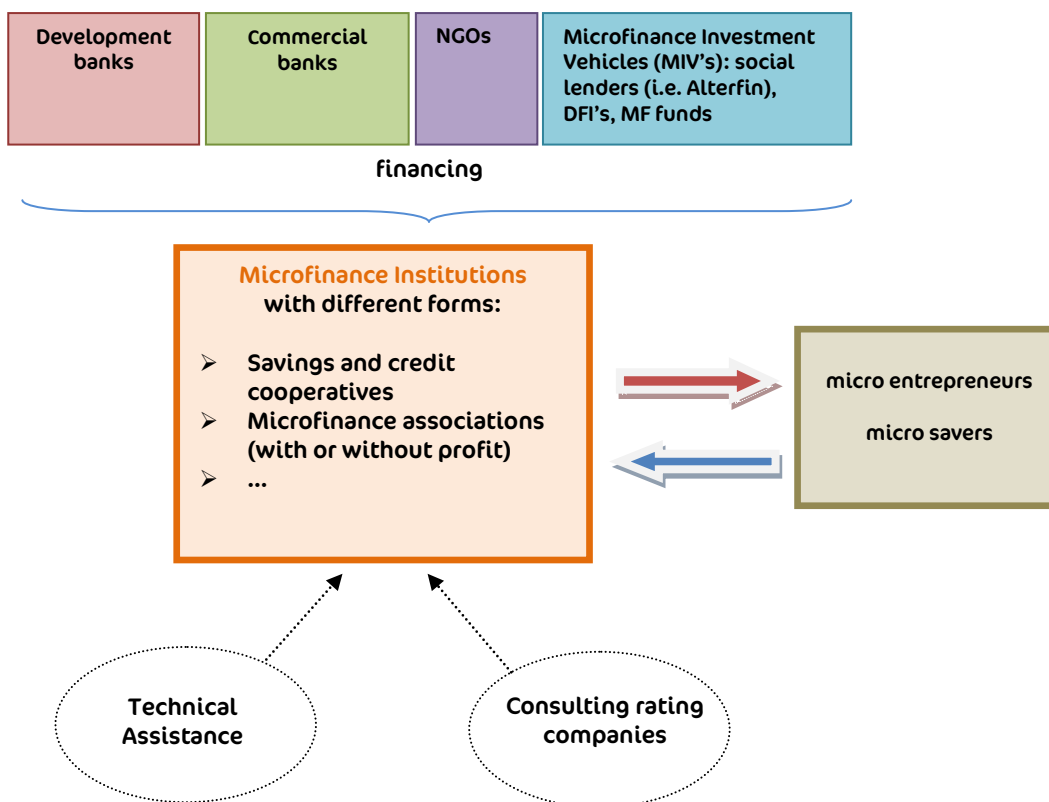 Development
banks
Commercial
banks
NGOs
Microfinance Investment
Vehicles (MIV's): social
lenders (i.e. Alterfin),
DFI's, MF funds
financing
Microfinance Institutions
with different forms:
➢ Savings and credit
cooperatives
➢ Microfinance associations
(with or without profit)
➢ ...
micro entrepreneurs
micro savers
Technical
Assistance
Consulting rating
companies